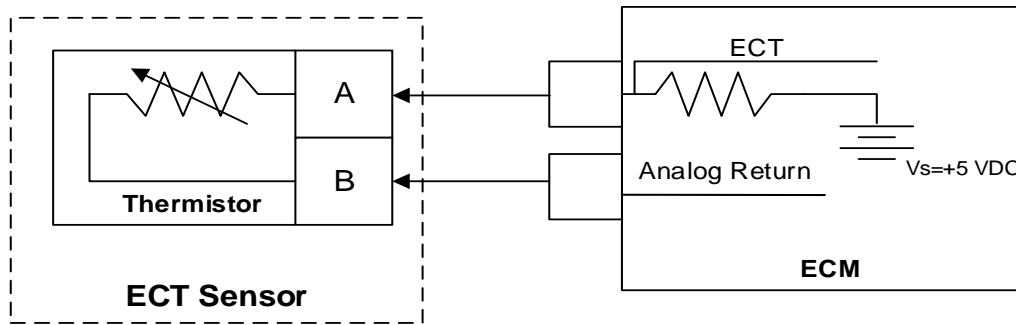 A
B
Thermistor
ECT Sensor
ECT
Vs=+5 VDC
Analog Return
ECM